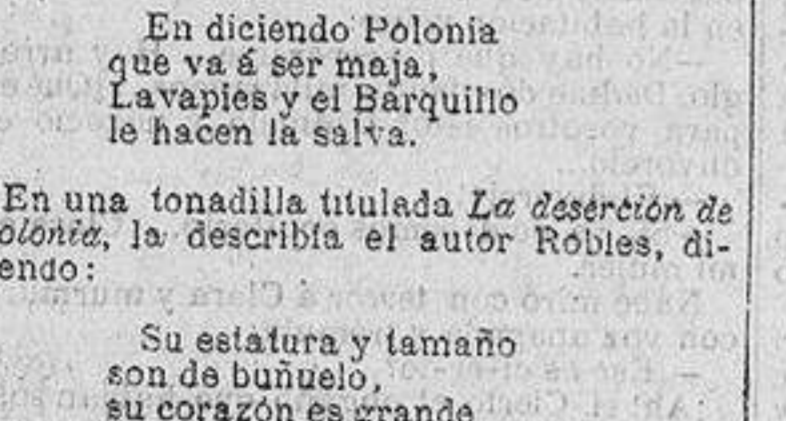 En diciendo Polonia
que va á ser maja,
Lavapies y el Barquillo
le hacen la salva.
En una tonadilla titulada La deserción de
olonia, la describía el autor Robles, di-
endo:
Su estatura y tamaño
son de buñuelo,
su corazón es grande